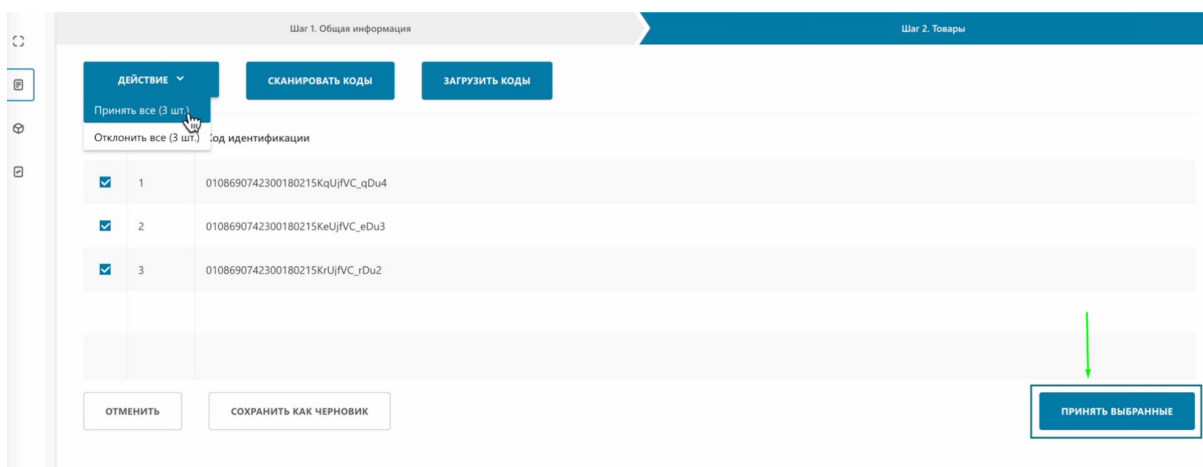 Шаг 1. Общая информация
Шаг 2. Товары
ДЕЙСТВИЕ
СКАНИРОВАТЬ КОДЫ
ЗАГРУЗИТЬ КОДЫ
Принять все (3 шт.)
Отклонить все (3 шт.)
Код идентификации
1
0108690742300180215KqUjfVC_qDu4
2
0108690742300180215KeUjfVC_eDu3
3
0108690742300180215KrUjfVC_rDu2
ОТМЕНИТЬ
СОХРАНИТЬ КАК ЧЕРНОВИК
ПРИНЯТЬ ВЫБРАННЫЕ